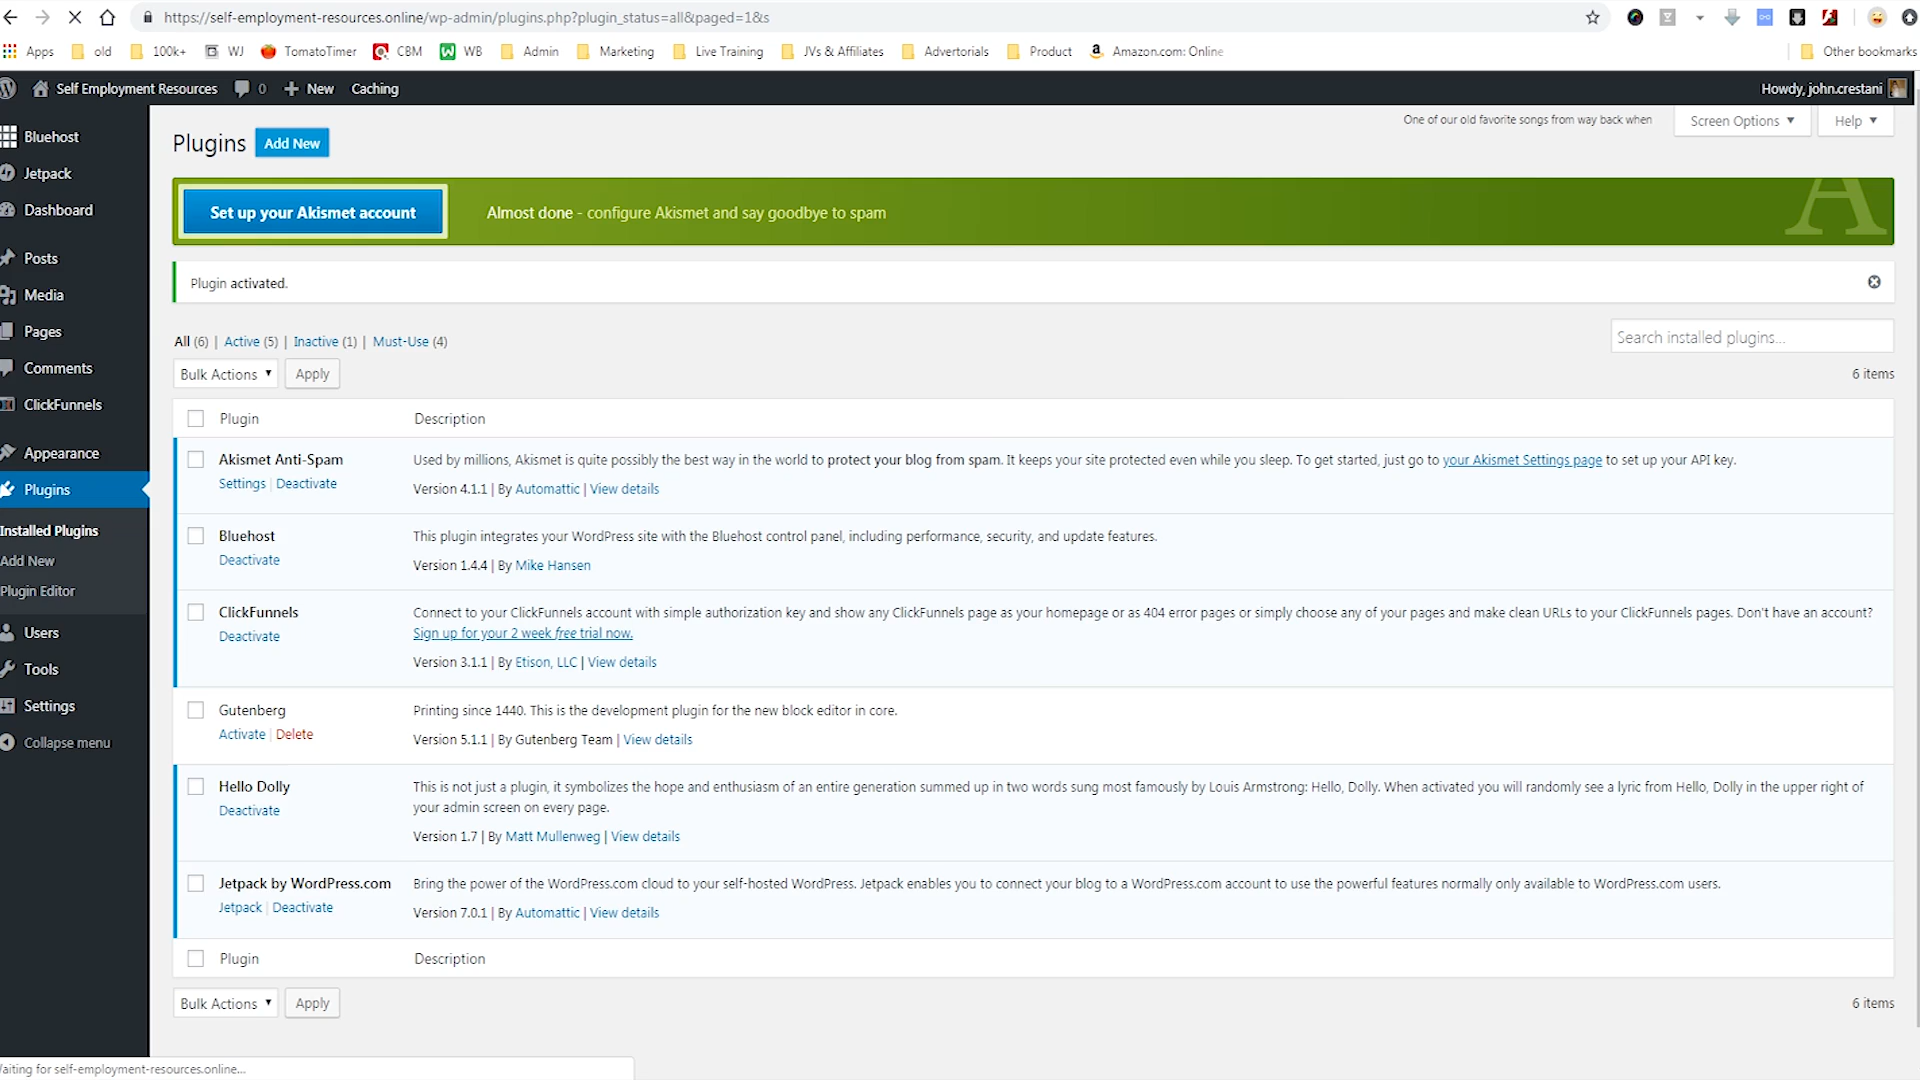 https://self-employment-resources.online/wp-admin/plugins.php?plugin_status=all&paged=1&s
Apps old 100k+ WJ TomatoTimer CBM WB Admin Marketing Live Training JVs & Affiliates Advertorials Product Amazon.com: Online Other bookmarks
Self Employment Resources 0 New Caching Howdy, john.crestani
Bluehost
Jetpack
Dashboard
Posts
Media
Pages
Comments
ClickFunnels
Appearance
Plugins
Installed Plugins
Add New
Plugin Editor
Users
Tools
Settings
Collapse menu
One of our old favorite songs from way back when Screen Options Help
Plugins Add New
Set up your Akismet account Almost done - configure Akismet and say goodbye to spam
Plugin activated.
All (6) | Active (5) | Inactive (1) | Must-Use (4)
Search installed plugins...
Bulk Actions Apply 6 items
Plugin Description
Akismet Anti-Spam
Settings | Deactivate
Used by millions, Akismet is quite possibly the best way in the world to protect your blog from spam. It keeps your site protected even while you sleep. To get started, just go to your Akismet Settings page to set up your API key.
Version 4.1.1 | By Automattic | View details
Bluehost
Deactivate
This plugin integrates your WordPress site with the Bluehost control panel, including performance, security, and update features.
Version 1.4.4 | By Mike Hansen
ClickFunnels
Deactivate
Connect to your ClickFunnels account with simple authorization key and show any ClickFunnels page as your homepage or as 404 error pages or simply choose any of your pages and make clean URLs to your ClickFunnels pages. Don't have an account?
Sign up for your 2 week free trial now.
Version 3.1.1 | By Etison, LLC | View details
Gutenberg
Activate | Delete
Printing since 1440. This is the development plugin for the new block editor in core.
Version 5.1.1 | By Gutenberg Team | View details
Hello Dolly
Deactivate
This is not just a plugin, it symbolizes the hope and enthusiasm of an entire generation summed up in two words sung most famously by Louis Armstrong: Hello, Dolly. When activated you will randomly see a lyric from Hello, Dolly in the upper right of
your admin screen on every page.
Version 1.7 | By Matt Mullenweg | View details
Jetpack by WordPress.com
Jetpack | Deactivate
Bring the power of the WordPress.com cloud to your self-hosted WordPress. Jetpack enables you to connect your blog to a WordPress.com account to use the powerful features normally only available to WordPress.com users.
Version 7.0.1 | By Automattic | View details
Plugin Description
Bulk Actions Apply 6 items
for self-employment-resources.online...